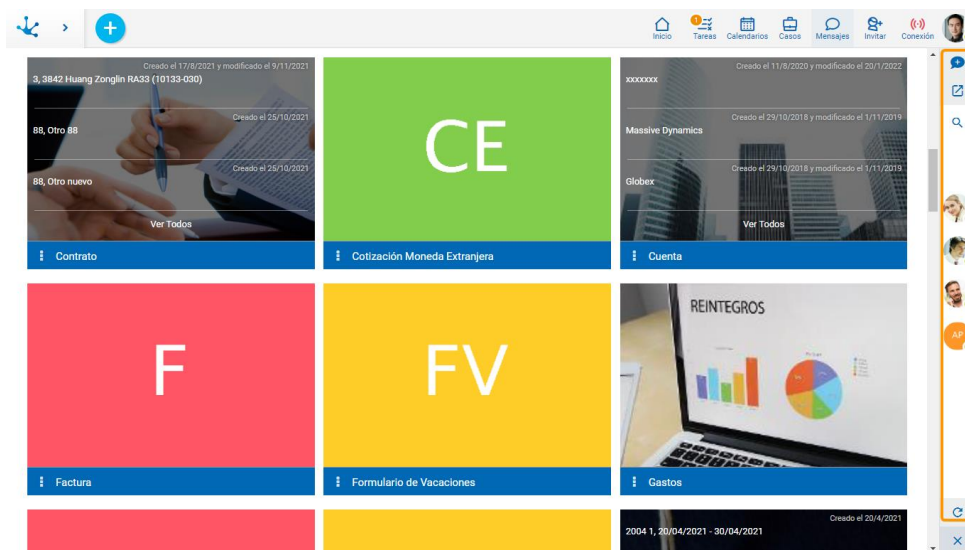 1
Inicio
Tareas
Calendarios
Casos
Mensajes
Invitar
Conexión
Creado el 17/8/2021 y modificado el 9/11/2021
3, 3842 Huang Zonglin RA33 (10133-030)
Creado el 25/10/2021
88, Otro 88
Creado el 25/10/2021
88, Otro nuevo
Ver Todos
Contrato
CE
Cotización Moneda Extranjera
Creado el 11/8/2020 y modificado el 20/1/2022
xxxxxxx
Creado el 29/10/2018 y modificado el 1/11/2019
Massive Dynamics
Creado el 29/10/2018 y modificado el 1/11/2019
Globex
Ver Todos
Cuenta
F
Factura
FV
Formulario de Vacaciones
REINTEGROS
Gastos
Creado el 20/4/2021
2004 1, 20/04/2021 - 30/04/2021
AP